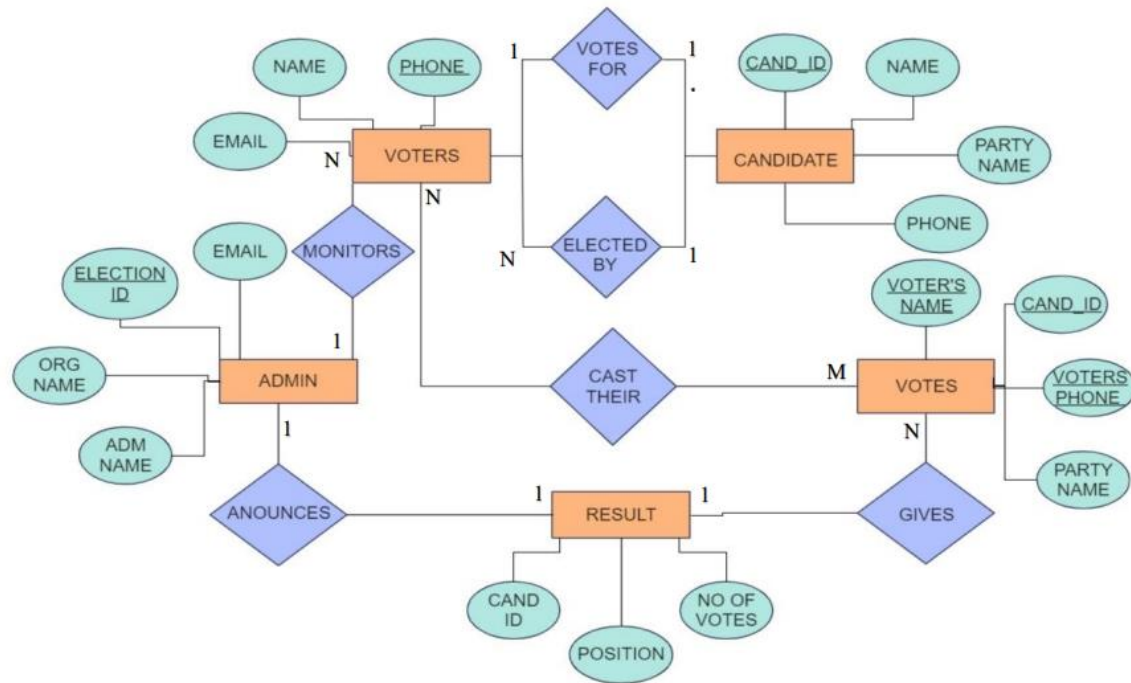 VOTES
FOR
1
1
.
NAME
PHONE
CAND_ID
NAME
EMAIL
N
VOTERS
CANDIDATE
PARTY
NAME
N
PHONE
EMAIL
MONITORS
N
ELECTED
BY
1
ELECTION
ID
VOTER'S
NAME
CAND_ID
1
ORG
NAME
ADMIN
CAST
THEIR
M
VOTES
VOTERS
PHONE
1
N
ADM
NAME
PARTY
NAME
1
1
ANOUNCES
RESULT
GIVES
CAND
ID
NO OF
VOTES
POSITION